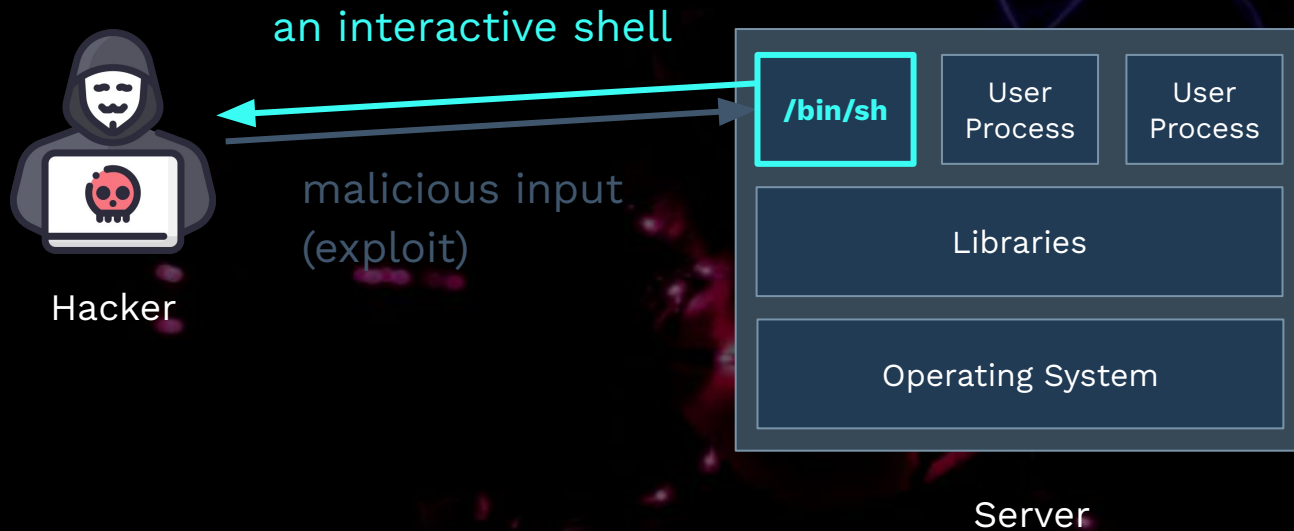 an interactive shell
malicious input
(exploit)
Hacker
/bin/sh
User
Process
User
Process
Libraries
Operating System
Server